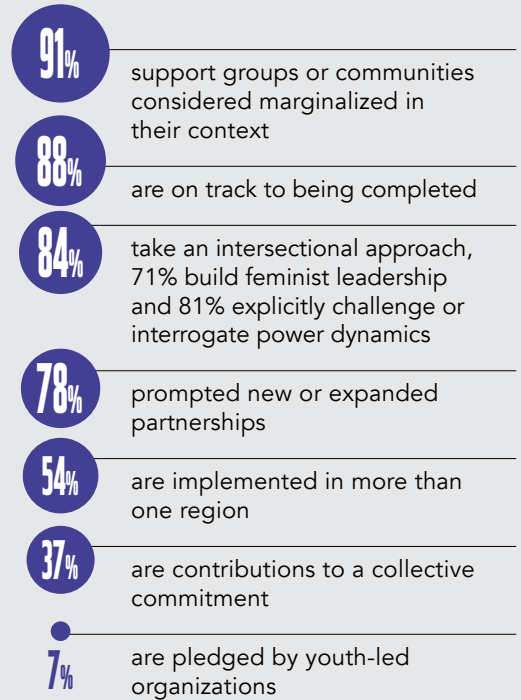 91%
support groups or communities
considered marginalized in
their context
88%
are on track to being completed
84%
take an intersectional approach,
71% build feminist leadership
and 81% explicitly challenge or
interrogate power dynamics
78%
prompted new or expanded
partnerships
54%
are implemented in more than
one region
37%
are contributions to a collective
commitment
7%
are pledged by youth-led
organizations